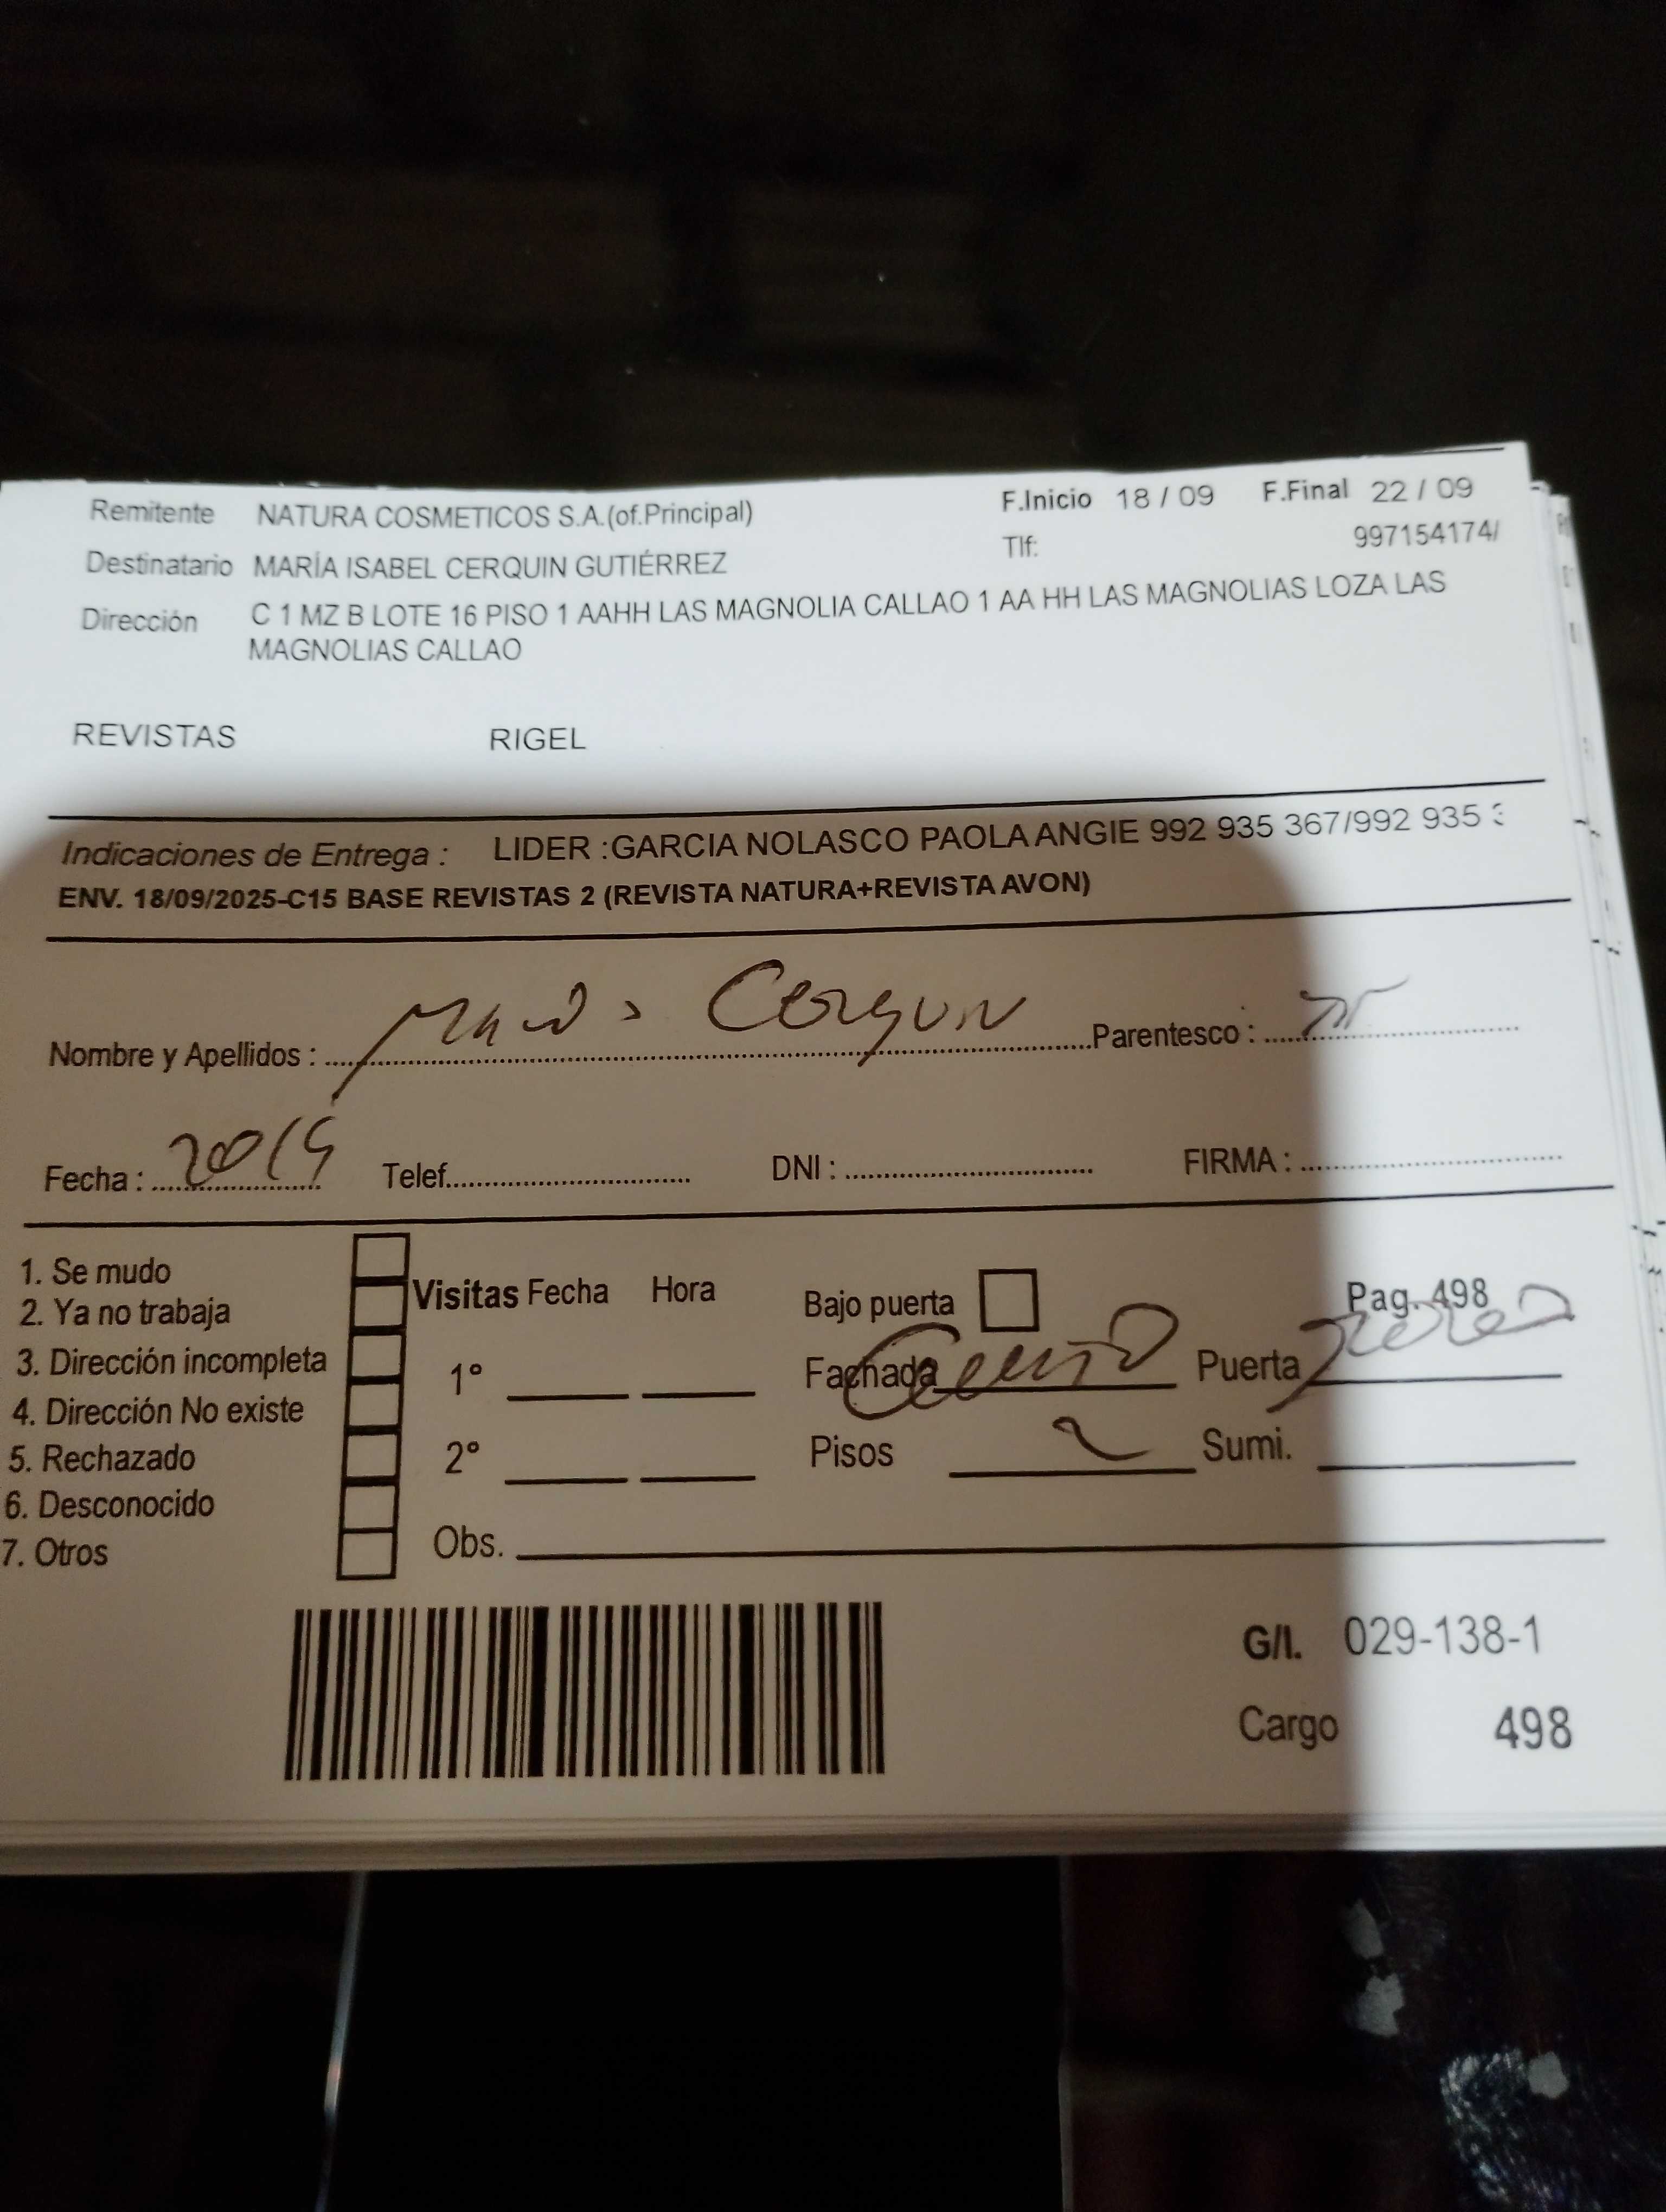 Remitente NATURA COSMETICOS S.A.(of.Principal) F.Inicio 18 / 09 F.Final 22 / 09
Destinatario MARÍA ISABEL CERQUIN GUTIÉRREZ Tlf: 997154174/
Dirección C 1 MZ B LOTE 16 PISO 1 AAHH LAS MAGNOLIA CALLAO 1 AA HH LAS MAGNOLIAS LOZA LAS
MAGNOLIAS CALLAO
REVISTAS RIGEL
Indicaciones de Entrega : LIDER :GARCIA NOLASCO PAOLA ANGIE 992 935 367/992 935
ENV. 18/09/2025-C15 BASE REVISTAS 2 (REVISTA NATURA+REVISTA AVON)
Nombre y Apellidos : Cerquin Parentesco :
Fecha : Telef. DNI : FIRMA :
1. Se mudo
2. Ya no trabaja
3. Dirección incompleta
4. Dirección No existe
5. Rechazado
6. Desconocido
7. Otros
Visitas Fecha Hora
1°
2°
Obs.
Bajo puerta Pag. 498
Fachada Puerta
Pisos 2 Sumi.
G/I. 029-138-1
Cargo 498